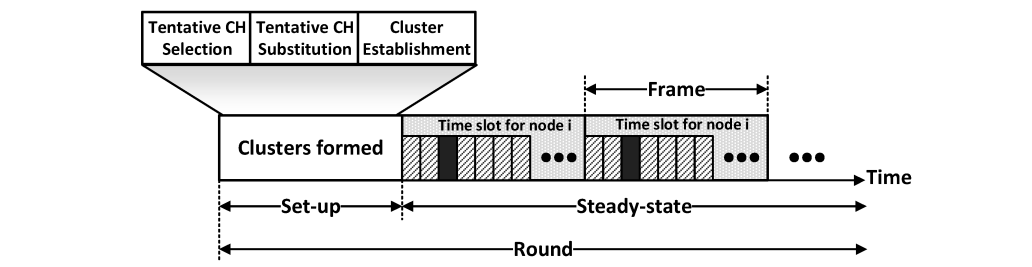 Tentative CH
Selection
Tentative CH
Substitution
Cluster
Establishment
Frame
Clusters formed
Time slot for node i
Time slot for node i
Time
Set-up
Steady-state
Round